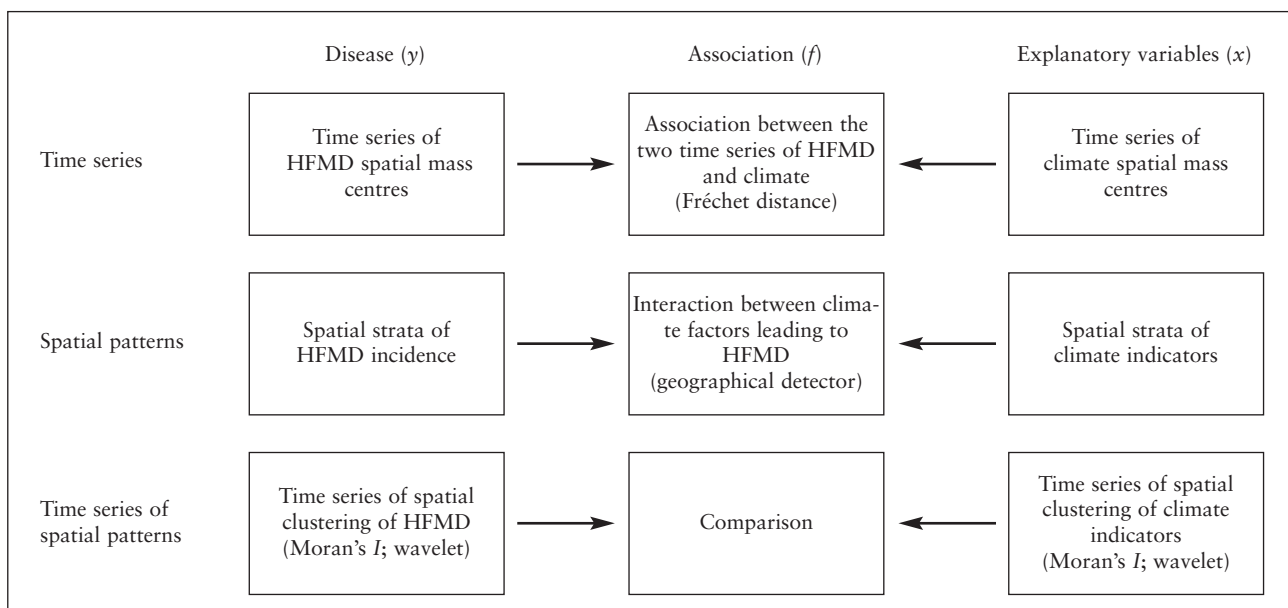 Disease (y)
Association (f)
Explanatory variables (x)
Time series
Time series of
HFMD spatial mass
centres
Association between the
two time series of HFMD
and climate
(Fréchet distance)
Time series of
climate spatial mass
centres
Spatial patterns
Spatial strata of
HFMD incidence
Interaction between clima-
te factors leading to
HFMD
(geographical detector)
Spatial strata of
climate indicators
Time series of
spatial patterns
Time series of spatial
clustering of HFMD
(Moran's I; wavelet)
Comparison
Time series of spatial
clustering of climate
indicators
(Moran's I; wavelet)